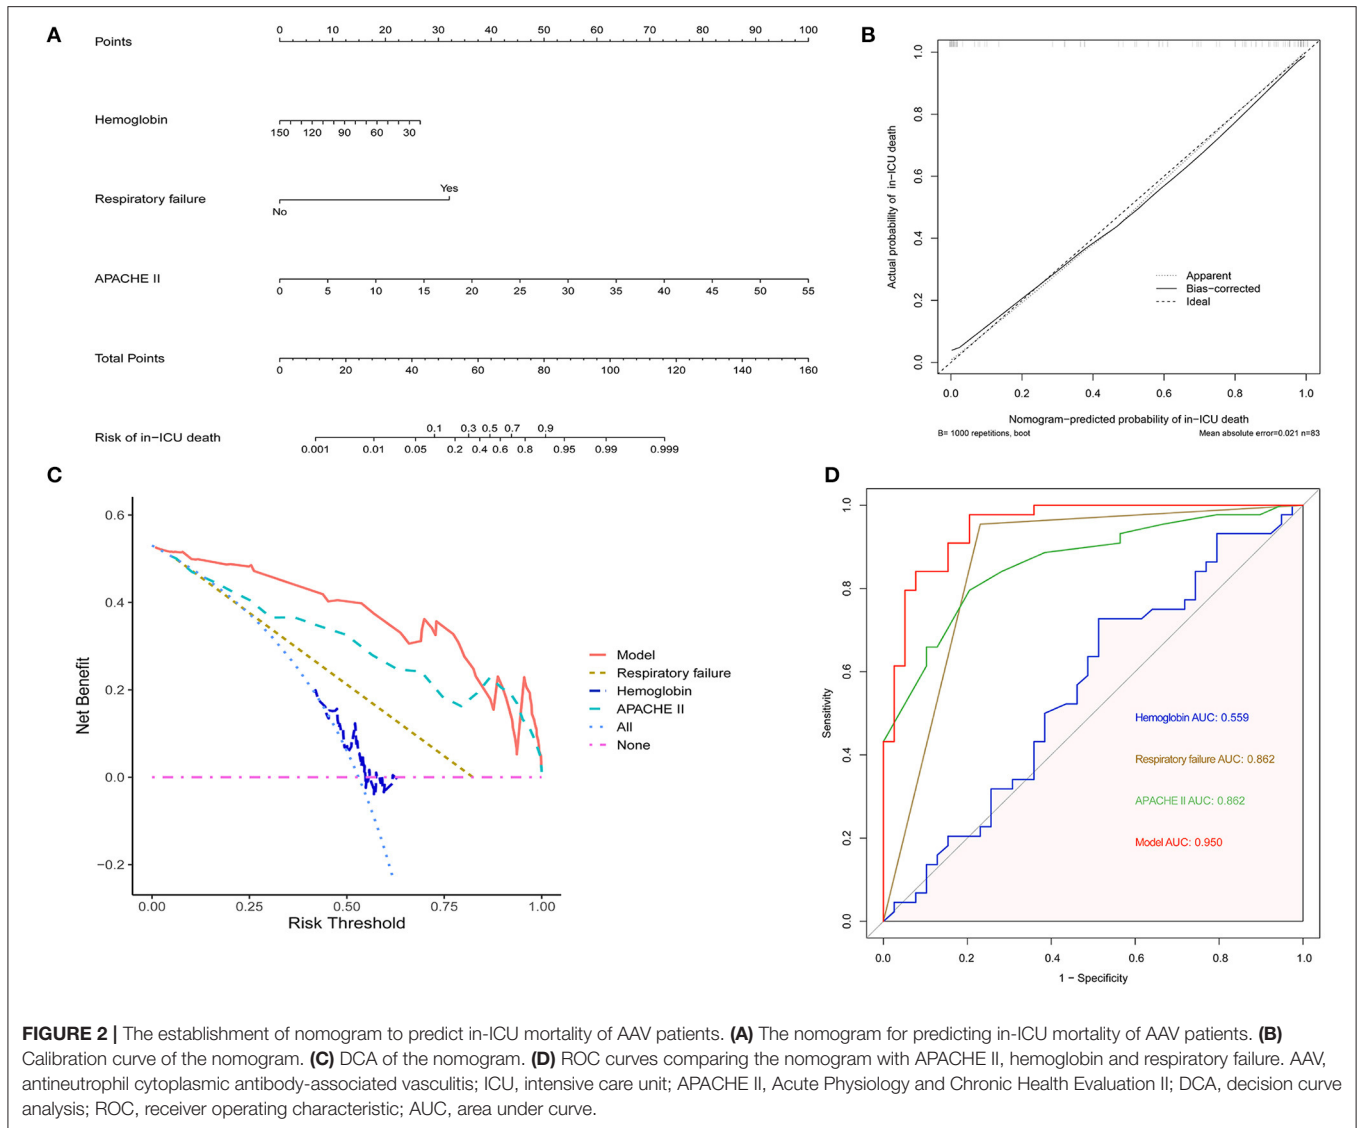 A
Points
0 10 20 30 40 50 60 70 80 90 100
Hemoglobin
150 120 90 60 30
Respiratory failure
Yes
No
APACHE II
0 5 10 15 20 25 30 35 40 45 50 55
Total Points
0 20 40 60 80 100 120 140 160
Risk of in−ICU death
0.1 0.3 0.5 0.7 0.9
0.001 0.01 0.05 0.2 0.4 0.6 0.8 0.95 0.99 0.999
B
Actual probability of in-ICU death
1.0
0.8
0.6
0.4
0.2
0.0
Apparent
Bias−corrected
Ideal
0.0 0.2 0.4 0.6 0.8 1.0
Nomogram−predicted probability of in-ICU death
B= 1000 repetitions, boot
Mean absolute error=0.021 n=83
C
Net Benefit
0.6
0.4
0.2
0.0
−0.2
0.00 0.25 0.50 0.75 1.00
Risk Threshold
Model
Respiratory failure
Hemoglobin
APACHE II
All
None
D
Sensitivity
1.0
0.8
0.6
0.4
0.2
0.0
Hemoglobin AUC: 0.559
Respiratory failure AUC: 0.862
APACHE II AUC: 0.862
Model AUC: 0.950
0.0 0.2 0.4 0.6 0.8 1.0
1 − Specificity
FIGURE 2 | The establishment of nomogram to predict in-ICU mortality of AAV patients. (A) The nomogram for predicting in-ICU mortality of AAV patients. (B)
Calibration curve of the nomogram. (C) DCA of the nomogram. (D) ROC curves comparing the nomogram with APACHE II, hemoglobin and respiratory failure. AAV,
antineutrophil cytoplasmic antibody-associated vasculitis; ICU, intensive care unit; APACHE II, Acute Physiology and Chronic Health Evaluation II; DCA, decision curve
analysis; ROC, receiver operating characteristic; AUC, area under curve.